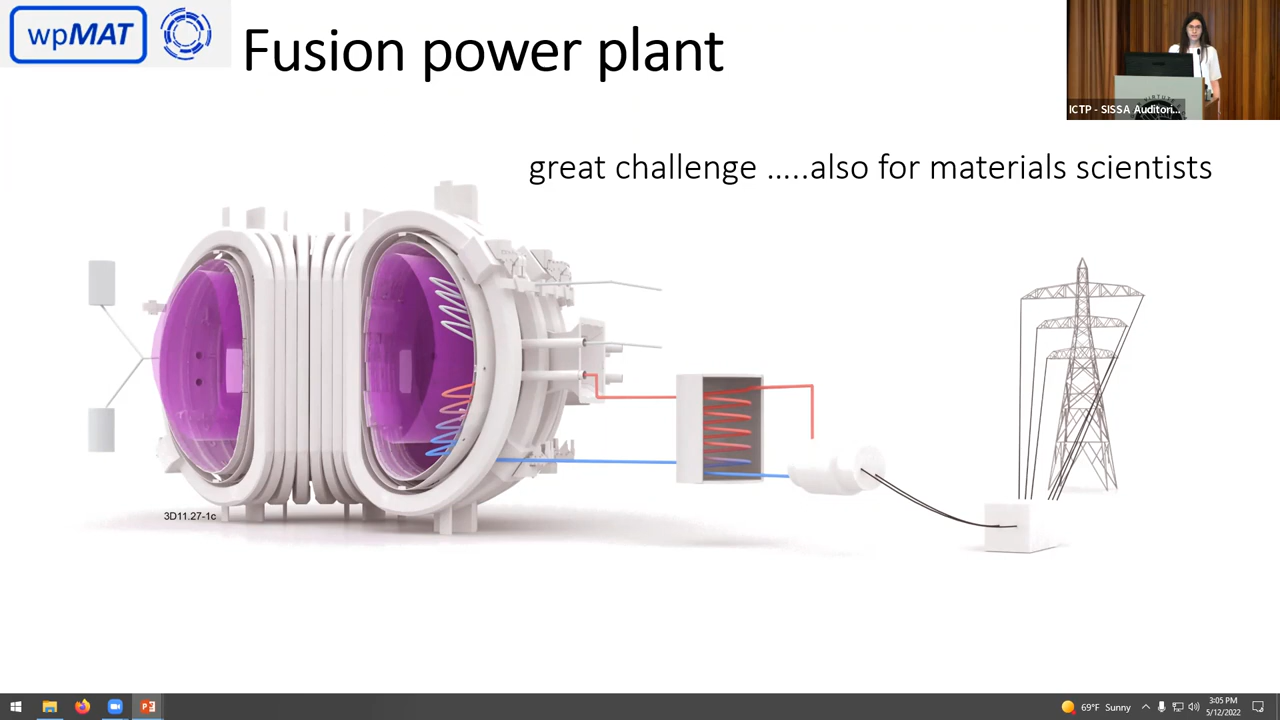 wpMAT
Fusion power plant
ICTP - SISSA Auditori...
great challenge .....also for materials scientists
3D11.27-1c
69°F Sunny
3:05 PM
5/12/2022